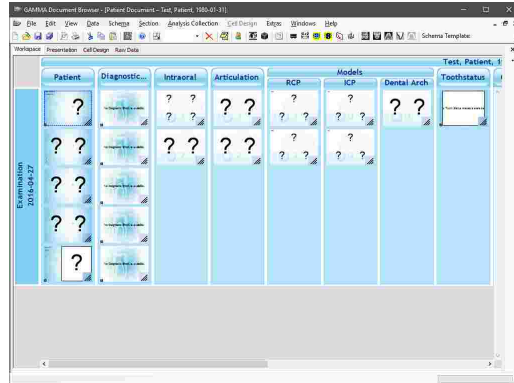 GAMMA Document Browser - [Patient Document - Test, Patient, 1980-01-31].
File Edit View Data Schema Section Analysis Collection Cell Design Extras Windows Help
Schema Template:
Workspace Presentation Cell Design Raw Data
Test, Patient, 1
Patient Diagnostic... Intraoral Articulation Models Toothstatus
RCP ICP Dental Arch
? ? ? ? ? ? ? ? ? ? ? ? ? ?
? ? ? ? ? ? ? ? ? ? ? ?
? ?
? ?
?
Examination
2016-04-27